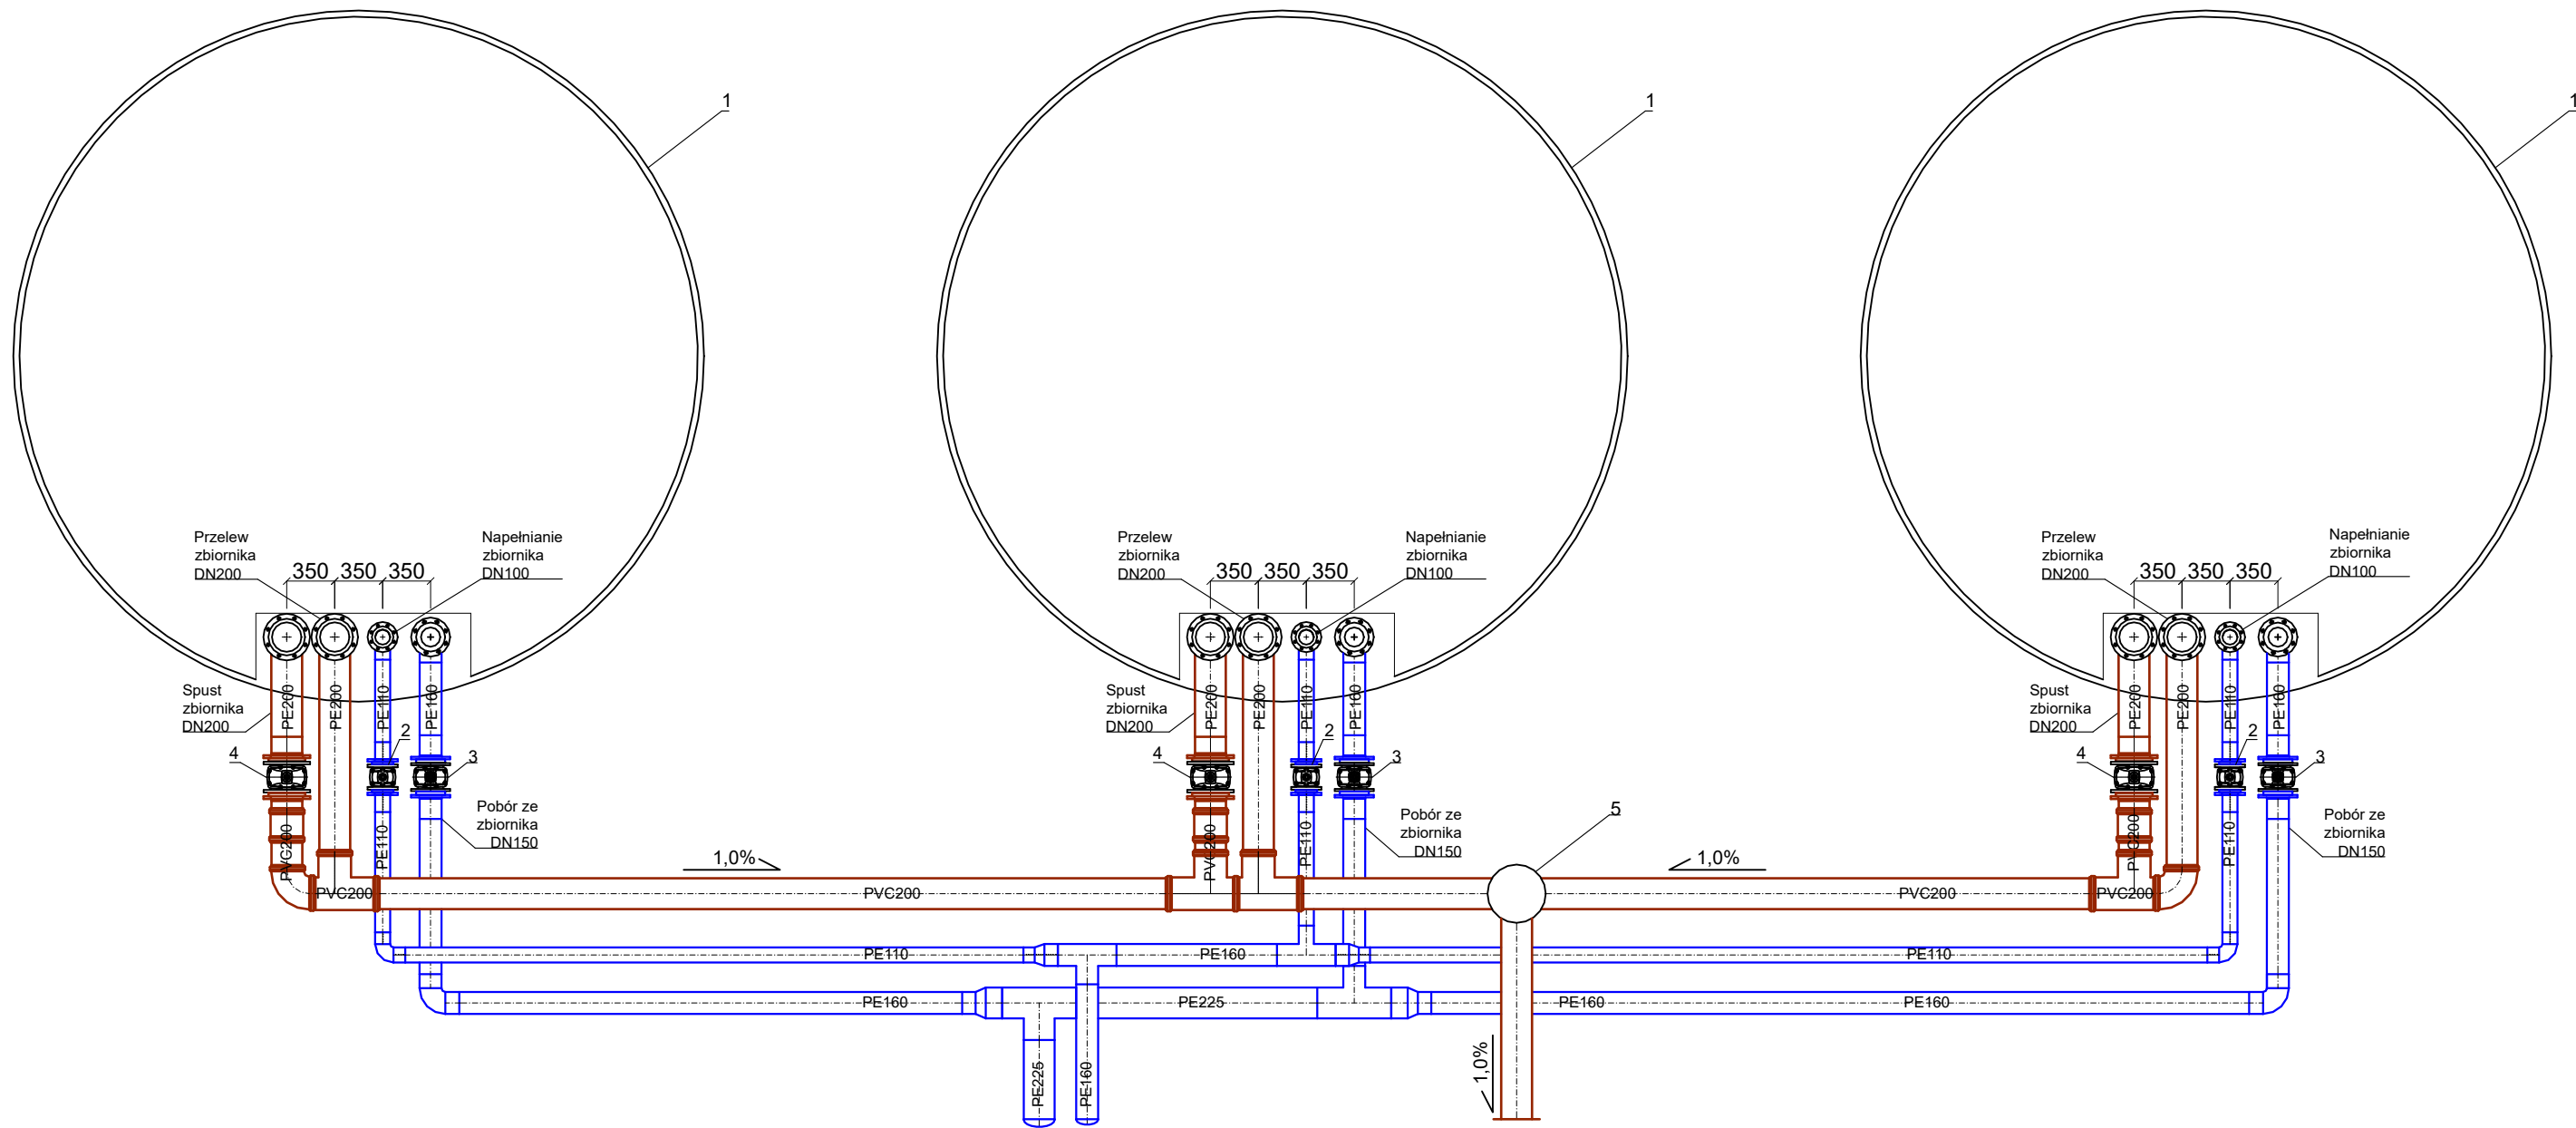 1
1
1
Przelew
zbiornika
DN200
350 350 350
Napełnianie
zbiornika
DN100
Przelew
zbiornika
DN200
350 350 350
Napełnianie
zbiornika
DN100
Przelew
zbiornika
DN200
350 350 350
Napełnianie
zbiornika
DN100
Spust
zbiornika
DN200
PE200
PE200
PE110
PE160
4
2
3
Spust
zbiornika
DN200
PE200
PE200
PE110
PE160
4
2
3
Spust
zbiornika
DN200
PE200
PE200
PE110
PE160
4
2
3
PVC200
PE110
Pobór ze
zbiornika
DN150
PVC200
PE110
Pobór ze
zbiornika
DN150
5
PVC200
PE110
Pobór ze
zbiornika
DN150
1,0%
1,0%
PVC200
PVC200
PVC200
PVC200
PE110
PE160
PE110
PE160
PE225
PE160
PE160
PE225
PE160
1,0%